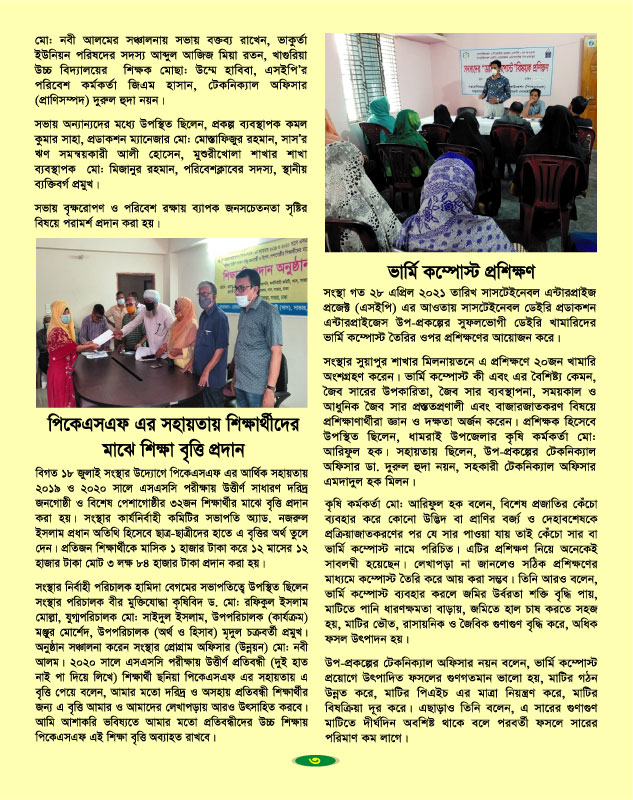 মো: নবী আলমের সঞ্চালনায় সভায় বক্তব্য রাখেন, ভাকুর্তা
ইউনিয়ন পরিষদের সদস্য আব্দুল আজিজ মিয়া রতন, খাগুরিয়া
উচ্চ বিদ্যালয়ের শিক্ষক মোছা: উম্মে হাবিবা, এসইপি'র
পরিবেশ কর্মকর্তা জিএম হাসান, টেকনিক্যাল অফিসার
(প্রাণিসম্পদ) দুরুল হুদা নয়ন।
সভায় অন্যান্যদের মধ্যে উপস্থিত ছিলেন, প্রকল্প ব্যবস্থাপক কমল
কুমার সাহা, প্রডাকশন ম্যানেজার মো: মোস্তাফিজুর রহমান, সাস'র
ঋণ সমন্বয়কারী আলী হোসেন, মুশুরীখোলা শাখার শাখা
ব্যবস্থাপক মো: মিজানুর রহমান, পরিবেশক্লাবের সদস্য, স্থানীয়
ব্যক্তিবর্গ প্রমুখ।
সভায় বৃক্ষরোপণ ও পরিবেশ রক্ষায় ব্যাপক জনসচেতনতা সৃষ্টির
বিষয়ে পরামর্শ প্রদান করা হয়।
শিক্ষাবৃত্তি প্রদান অনুষ্ঠান
পিকেএসএফ এর সহায়তায় শিক্ষার্থীদের
মাঝে শিক্ষা বৃত্তি প্রদান
বিগত ১৮ জুলাই সংস্থার উদ্যোগে পিকেএসএফ এর আর্থিক সহায়তায়
২০১৯ ও ২০২০ সালে এসএসসি পরীক্ষায় উত্তীর্ণ সাধারণ দরিদ্র
জনগোষ্ঠী ও বিশেষ পেশাগোষ্ঠীর ৩২জন শিক্ষার্থীর মাঝে বৃত্তি প্রদান
করা হয়। সংস্থার কার্যনির্বাহী কমিটির সভাপতি অ্যাড. নজরুল
ইসলাম প্রধান অতিথি হিসেবে ছাত্র-ছাত্রীদের হাতে এ বৃত্তির অর্থ তুলে
দেন। প্রতিজন শিক্ষার্থীকে মাসিক ১ হাজার টাকা করে ১২ মাসের ১২
হাজার টাকা মোট ৩ লক্ষ ৮৪ হাজার টাকা প্রদান করা হয়।
সংস্থার নির্বাহী পরিচালক হামিদা বেগমের সভাপতিত্বে উপস্থিত ছিলেন
সংস্থার পরিচালক বীর মুক্তিযোদ্ধা কৃষিবিদ ড. মো: রফিকুল ইসলাম
মোল্লা, যুগ্মপরিচালক মো: সাইদুল ইসলাম, উপপরিচালক (কার্যক্রম)
মঞ্জুর মোর্শেদ, উপপরিচালক (অর্থ ও হিসাব) মৃদুল চক্রবর্তী প্রমুখ।
অনুষ্ঠান সঞ্চালনা করেন সংস্থার প্রোগ্রাম অফিসার (উন্নয়ন) মো: নবী
আলম। ২০২০ সালে এসএসসি পরীক্ষায় উত্তীর্ণ প্রতিবন্ধী (দুই হাত
নাই পা দিয়ে লিখে) শিক্ষার্থী ছনিয়া পিকেএসএফ এর সহায়তায় এ
বৃত্তি পেয়ে বলেন, আমার মতো দরিদ্র ও অসহায় প্রতিবন্ধী শিক্ষার্থীর
জন্য এ বৃত্তি আমার ও আমাদের লেখাপড়ায় আরও উৎসাহিত করবে।
আমি আশাকরি ভবিষ্যতে আমার মতো প্রতিবন্ধীদের উচ্চ শিক্ষায়
পিকেএসএফ এই শিক্ষা বৃত্তি অব্যাহত রাখবে।
ভার্মি কম্পোস্ট প্রশিক্ষণ
সংস্থা গত ২৮ এপ্রিল ২০২১ তারিখ সাসটেইনেবল এন্টারপ্রাইজ
প্রজেক্ট (এসইপি) এর আওতায় সাসটেইনেবল ডেইরি প্রডাকশন
এন্টারপ্রাইজেস উপ-প্রকল্পের সুফলভোগী ডেইরি খামারিদের
ভার্মি কম্পোস্ট তৈরির ওপর প্রশিক্ষণের আয়োজন করে।
সংস্থার সুয়াপুর শাখার মিলনায়তনে এ প্রশিক্ষণে ২০জন খামারি
অংশগ্রহণ করেন। ভার্মি কম্পোস্ট কী এবং এর বৈশিষ্ট্য কেমন,
জৈব সারের উপকারিতা, জৈব সার ব্যবস্থাপনা, সময়কাল ও
আধুনিক জৈব সার প্রস্তুতপ্রণালী এবং বাজারজাতকরণ বিষয়ে
প্রশিক্ষণার্থীরা জ্ঞান ও দক্ষতা অর্জন করেন। প্রশিক্ষক হিসেবে
উপস্থিত ছিলেন, ধামরাই উপজেলার কৃষি কর্মকর্তা মো:
আরিফুল হক। সহায়তায় ছিলেন, উপ-প্রকল্পের টেকনিক্যাল
অফিসার ডা. দুরুল হুদা নয়ন, সহকারী টেকনিক্যাল অফিসার
এমদাদুল হক মিলন।
কৃষি কর্মকর্তা মো: আরিফুল হক বলেন, বিশেষ প্রজাতির কেঁচো
ব্যবহার করে কোনো উদ্ভিদ বা প্রাণির বর্জ্য ও দেহাবশেষকে
প্রক্রিয়াজাতকরণের পর যে সার পাওয়া যায় তাই কেঁচো সার বা
ভার্মি কম্পোস্ট নামে পরিচিত। এটির প্রশিক্ষণ নিয়ে অনেকেই
সাবলম্বী হয়েছেন। লেখাপড়া না জানলেও সঠিক প্রশিক্ষণের
মাধ্যমে কম্পোস্ট তৈরি করে আয় করা সম্ভব। তিনি আরও বলেন,
ভার্মি কম্পোস্ট ব্যবহার করলে জমির উর্বরতা শক্তি বৃদ্ধি পায়,
মাটিতে পানি ধারণক্ষমতা বাড়ায়, জমিতে হাল চাষ করতে সহজ
হয়, মাটির ভৌত, রাসায়নিক ও জৈবিক গুণাগুণ বৃদ্ধি করে, অধিক
ফসল উৎপাদন হয়।
উপ-প্রকল্পের টেকনিক্যাল অফিসার নয়ন বলেন, ভার্মি কম্পোস্ট
প্রয়োগে উৎপাদিত ফসলের গুণগতমান ভালো হয়, মাটির গঠন
উন্নত করে, মাটির পিএইচ এর মাত্রা নিয়ন্ত্রণ করে, মাটির
বিষক্রিয়া দূর করে। এছাড়াও তিনি বলেন, এ সারের গুণাগুণ
মাটিতে দীর্ঘদিন অবশিষ্ট থাকে বলে পরবর্তী ফসলে সারের
পরিমাণ কম লাগে।
৩